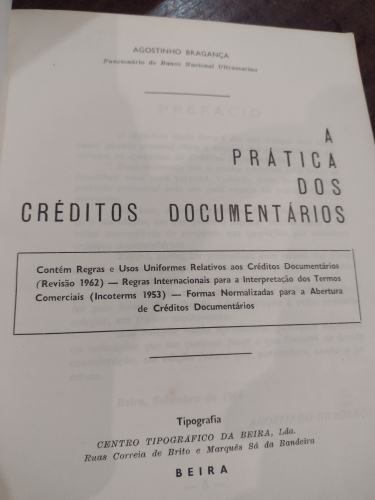 AGOSTINHO BRAGANÇA
Funcionário do Banco Nacional Ultramarino
PREFÁCIO
A
PRÁTICA
DOS
CRÉDITOS DOCUMENTÁRIOS
Contém Regras e Usos Uniformes Relativos aos Créditos Documentários
(Revisão 1962) — Regras Internacionais para a Interpretação dos Termos
Comerciais (Incoterms 1953) — Formas Normalizadas para a Abertura
de Créditos Documentários
Tipografia
CENTRO TIPOGRÁFICO DA BEIRA, Lda.
Ruas Correia de Brito e Marquês Sá da Bandeira
BEIRA